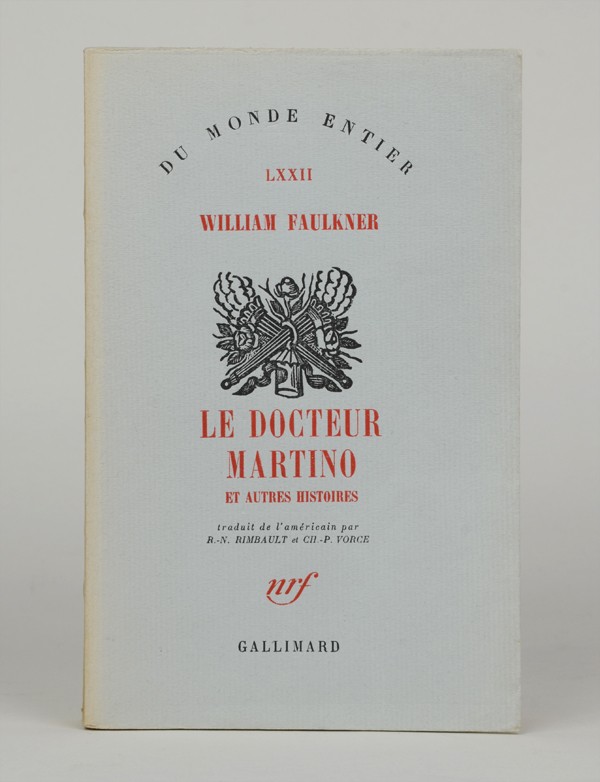 DU MONDE ENTIER
LXXII
WILLIAM FAULKNER
LE DOCTEUR
MARTINO
ET AUTRES HISTOIRES
traduit de l'américain par
R.-N. RIMBAULT et CH.-P. VORCE
nrf
GALLIMARD